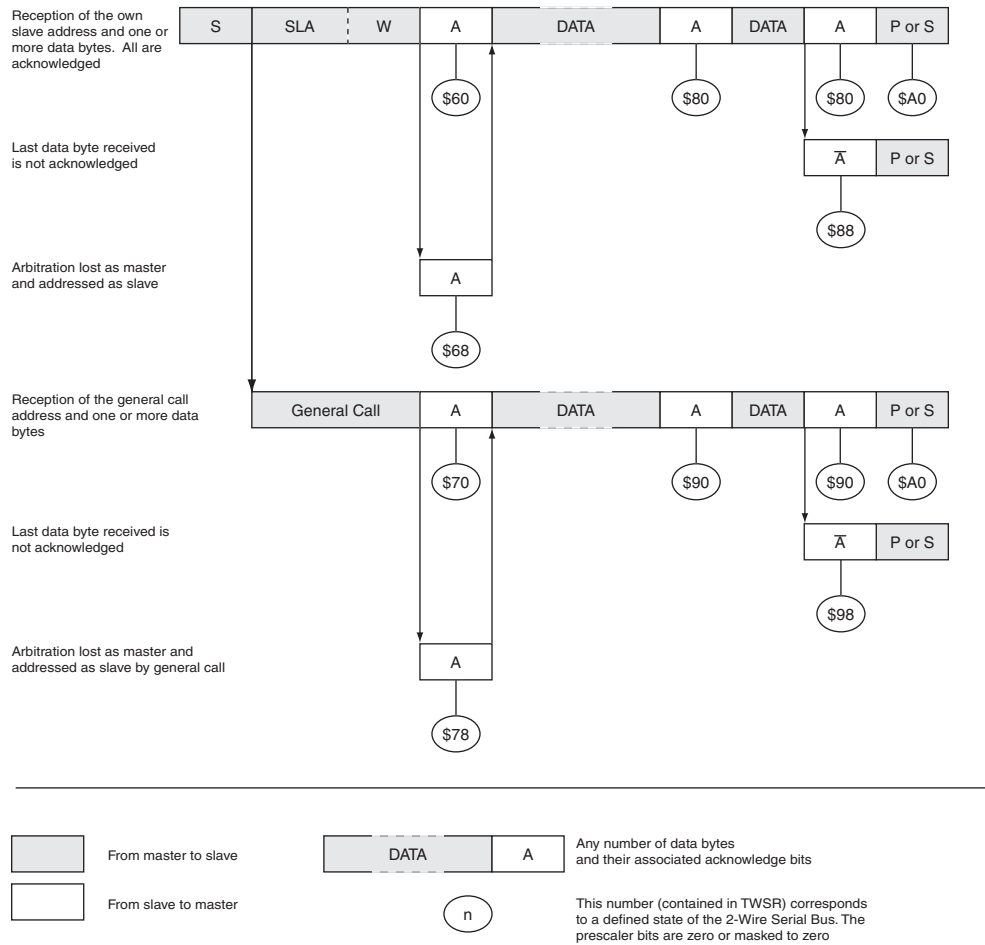 Reception of the own
slave address and one or
more data bytes. All are
acknowledged
S SLA W A DATA A DATA A P or S
$60 $80 $80 $A0
Last data byte received
is not acknowledged
A̅ P or S
$88
Arbitration lost as master
and addressed as slave
A
$68
Reception of the general call
address and one or more data
bytes
General Call A DATA A DATA A P or S
$70 $90 $90 $A0
Last data byte received is
not acknowledged
A̅ P or S
$98
Arbitration lost as master and
addressed as slave by general call
A
$78
From master to slave
DATA A
Any number of data bytes
and their associated acknowledge bits
From slave to master
n
This number (contained in TWSR) corresponds
to a defined state of the 2-Wire Serial Bus. The
prescaler bits are zero or masked to zero